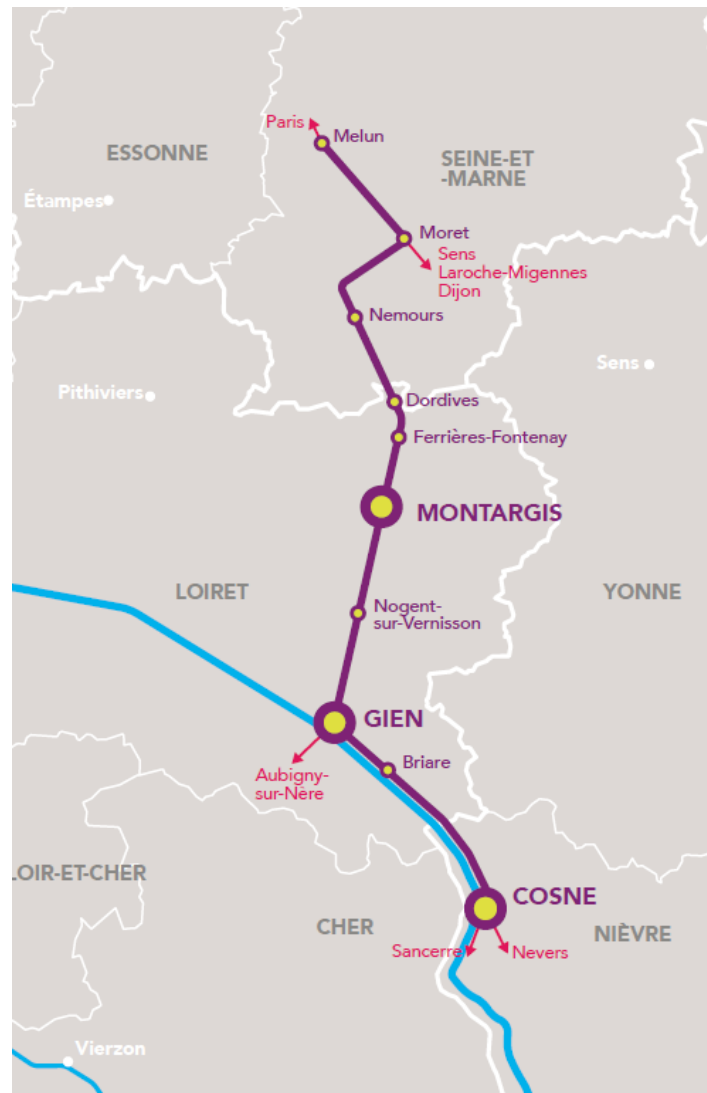 Paris
Melun
ESSONNE
SEINE-ET
-MARNE
Étampes
Moret
Sens
Laroche-Migennes
Dijon
Nemours
Sens
Pithiviers
Dordives
Ferrières-Fontenay
MONTARGIS
LOIRET
YONNE
Nogent-
sur-Vernisson
GIEN
Briare
Aubigny-
sur-Nère
OIR-ET-CHER
COSNE
CHER
NIÈVRE
Sancerre
Nevers
Vierzon